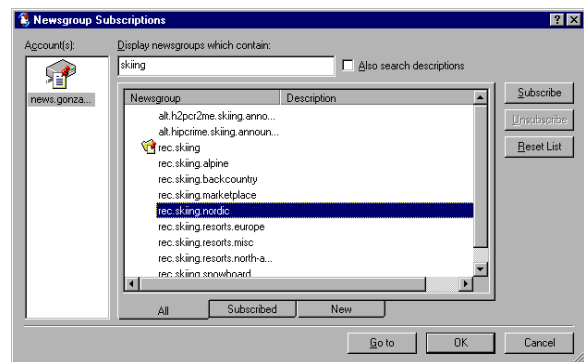 Newsgroup Subscriptions
Account(s):
Display newsgroups which contain:
skiing
Also search descriptions
news.gonza...
Newsgroup Description
alt.h2pcr2me.skiing.anno...
alt.hipcrime.skiing.announ...
rec.skiing
rec.skiing.alpine
rec.skiing.backcountry
rec.skiing.marketplace
rec.skiing.nordic
rec.skiing.resorts.europe
rec.skiing.resorts.misc
rec.skiing.resorts.north-a...
rec.skiing.snowboard
Subscribe
Unsubscribe
Reset List
All Subscribed New
Go to OK Cancel